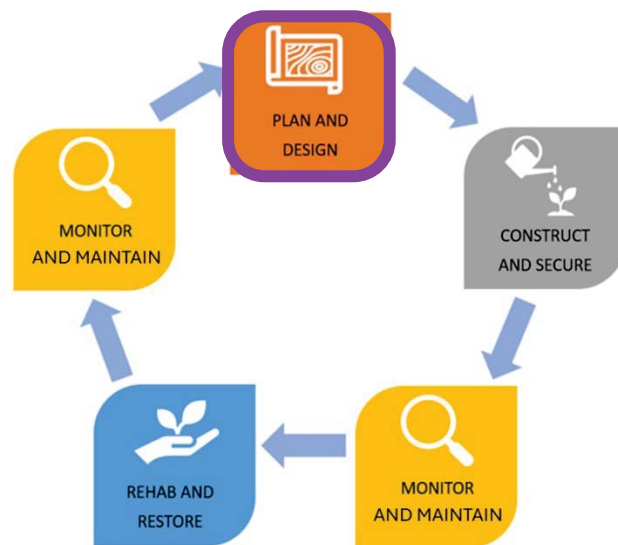 PLAN AND
DESIGN
CONSTRUCT
AND SECURE
MONITOR
AND MAINTAIN
REHAB AND
RESTORE
MONITOR
AND MAINTAIN